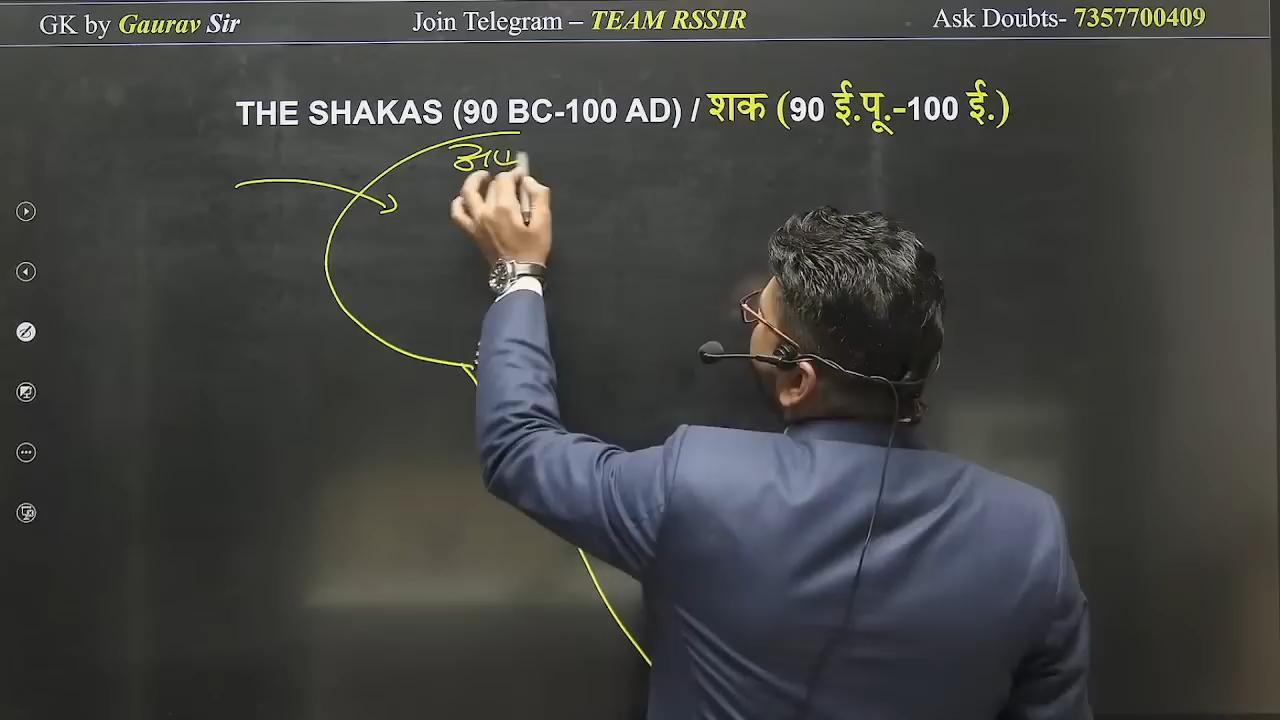 GK by Gaurav Sir
Join Telegram – TEAM RSSIR
Ask Doubts- 7357700409
THE SHAKAS (90 BC-100 AD) / शक (90 ई.पू.-100 ई.)